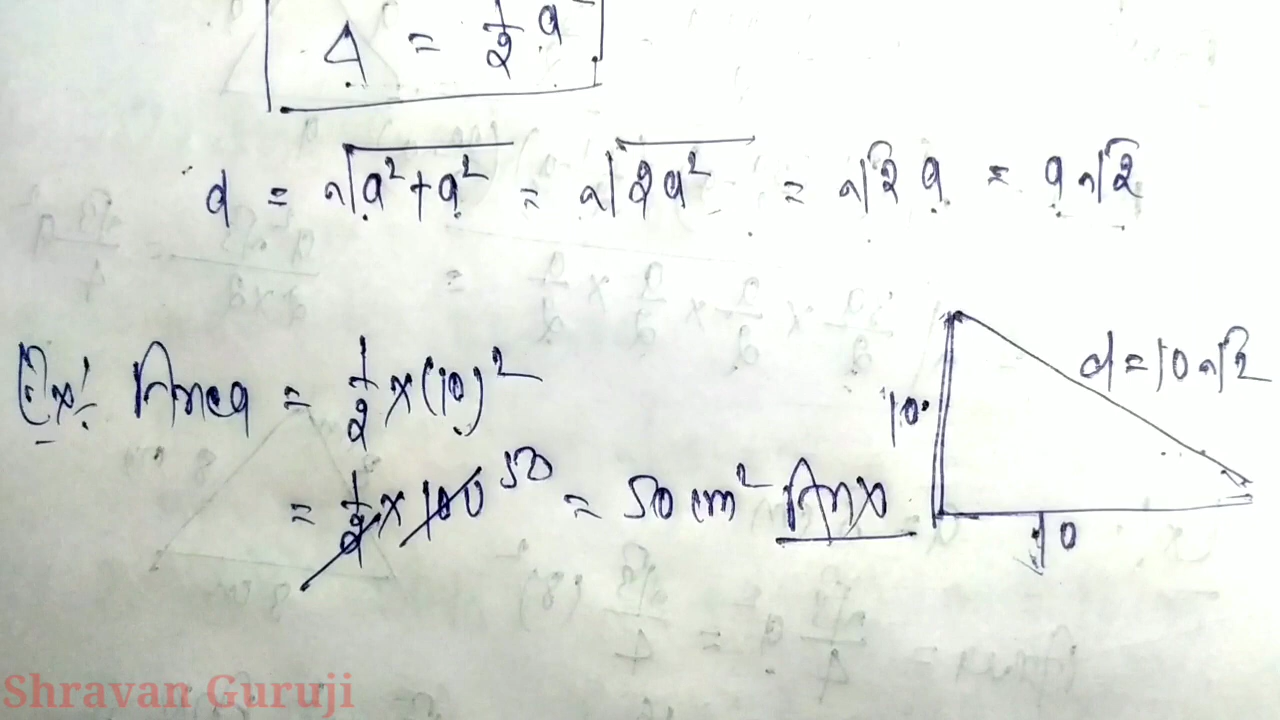 Δ = 1/2 a²
d = √(a²+a²) = √(2a²) = √2 a = a√2
Ex: Area = 1/2 × (10)²
= 1/2 × 100 50 = 50 cm² Ans
10
d = 10√2
10
Shravan Guruji